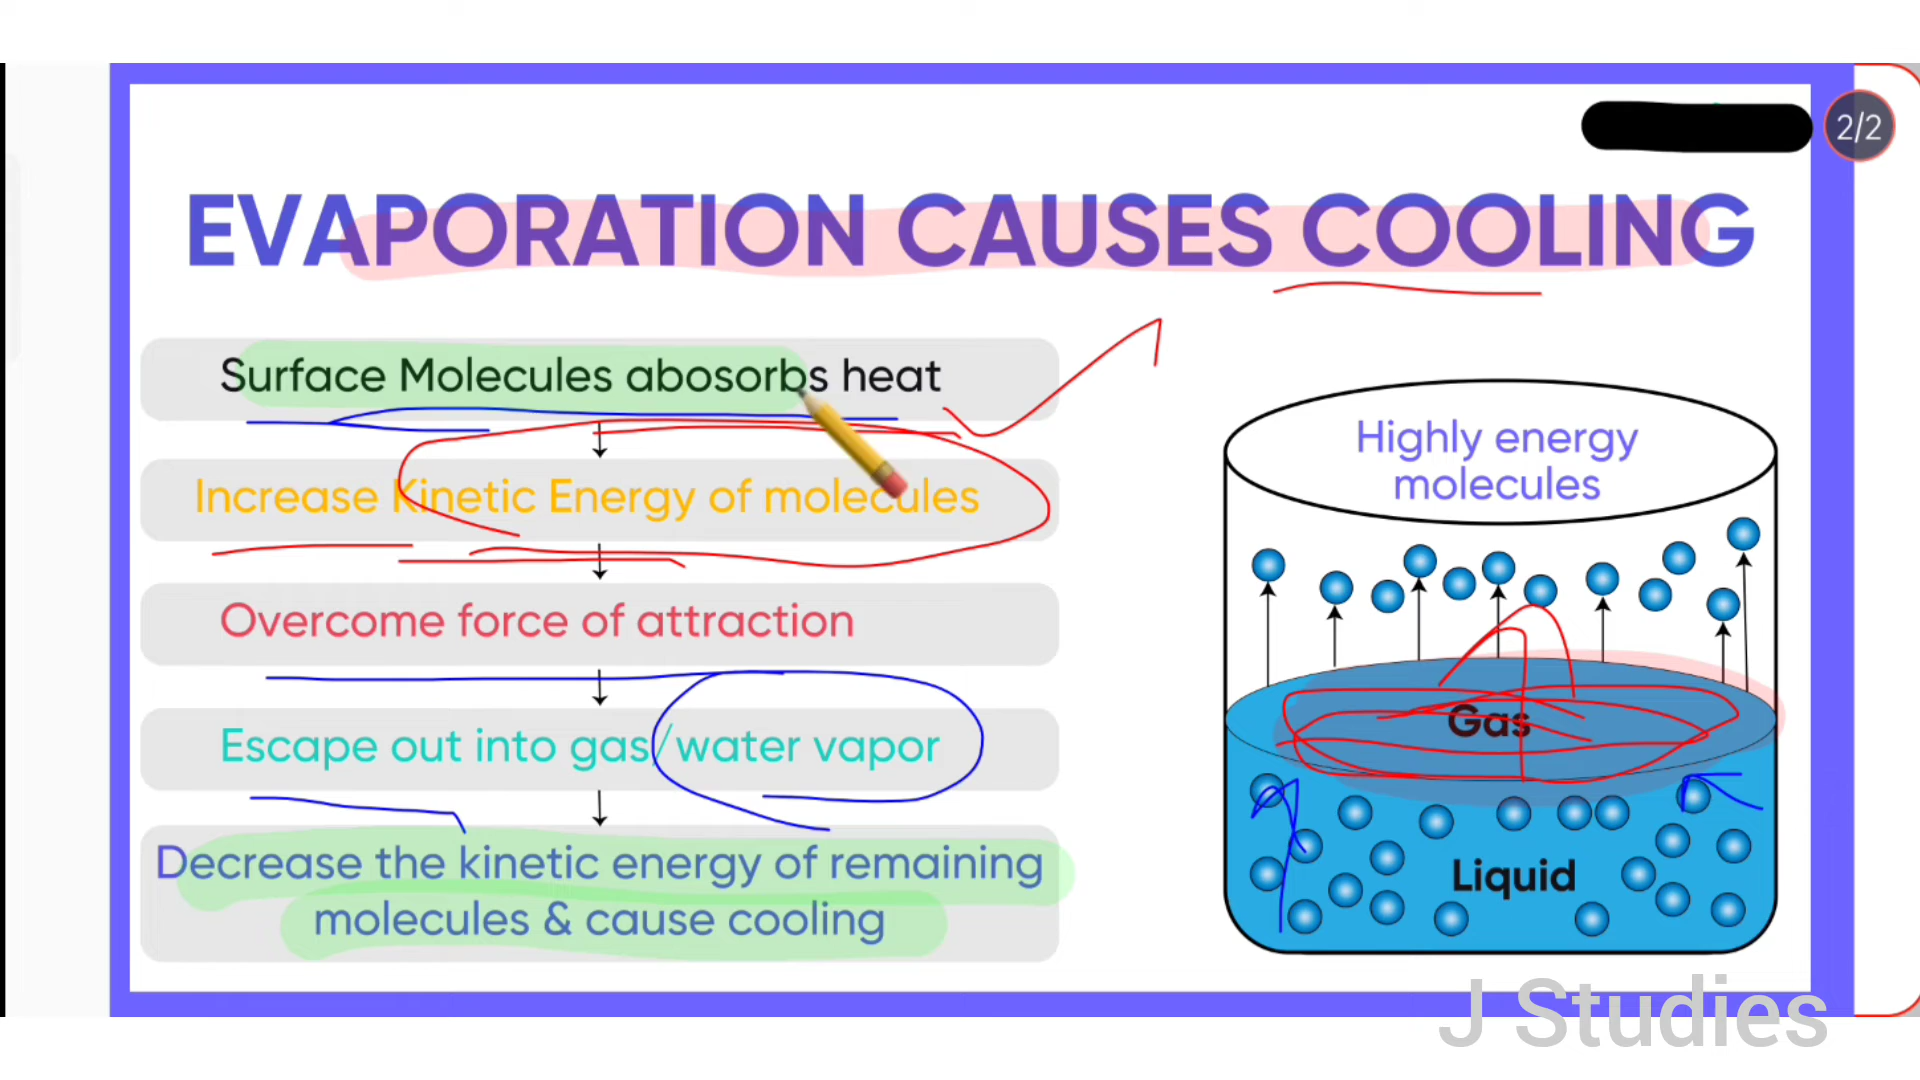 2/2
EVAPORATION CAUSES COOLING
Surface Molecules abosorbs heat
Increase Kinetic Energy of molecules
Overcome force of attraction
Escape out into gas/water vapor
Decrease the kinetic energy of remaining
molecules & cause cooling
Highly energy
molecules
Gas
Liquid
J Studies